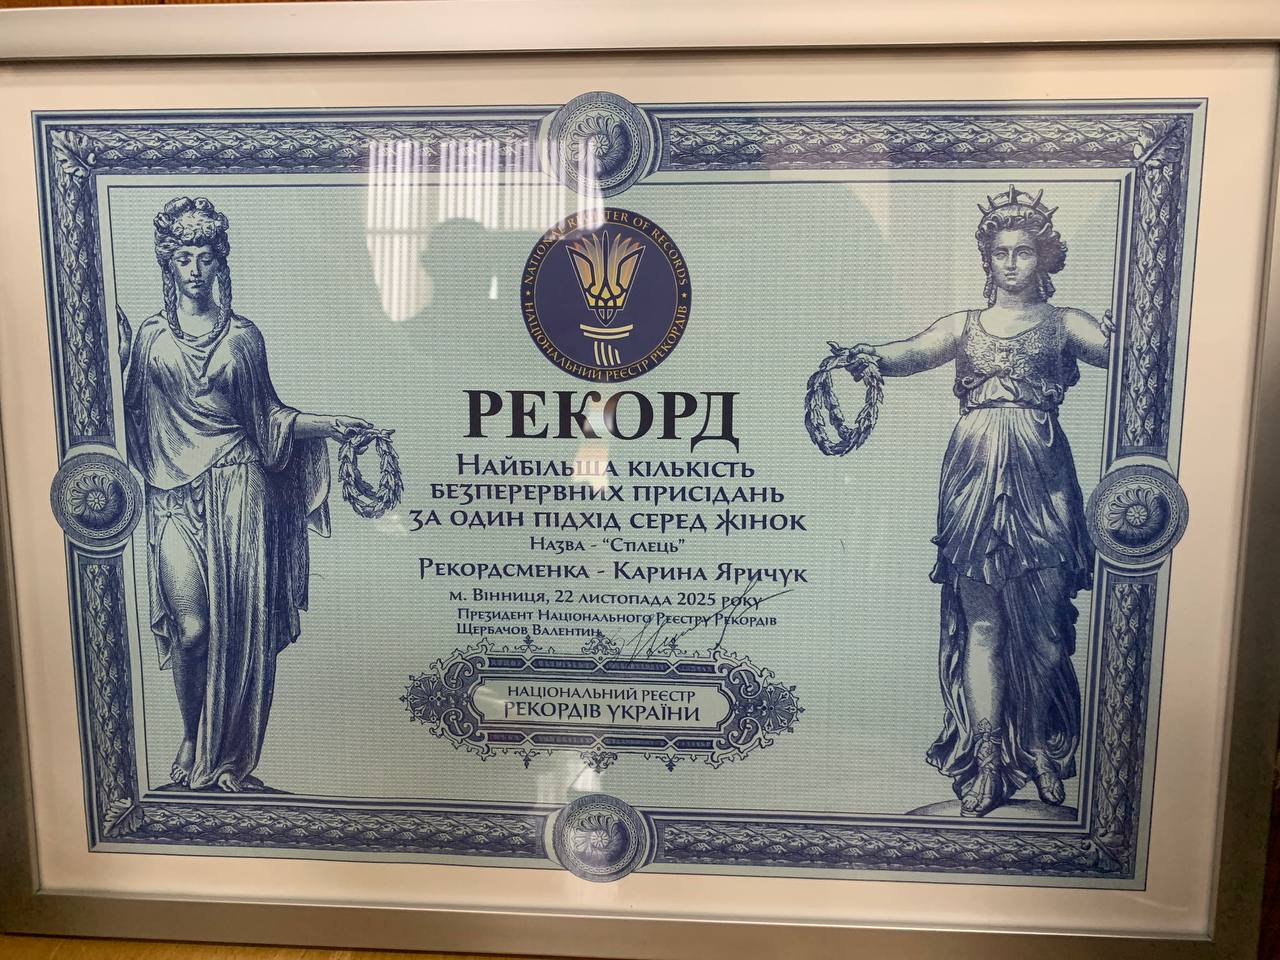 NATIONAL REGISTER OF RECORDS
НАЦІОНАЛЬНИЙ РЕЄСТР РЕКОРДІВ
РЕКОРД
Найбільша кількість
безперервних присідань
за один підхід серед жінок
Назва - “Стілець”
Рекордсменка - Карина Яричук
м. Вінниця, 22 листопада 2025 року
Президент Національного Реєстру Рекордів
Щербачов Валентин
НАЦІОНАЛЬНИЙ РЕЄСТР
РЕКОРДІВ УКРАЇНИ